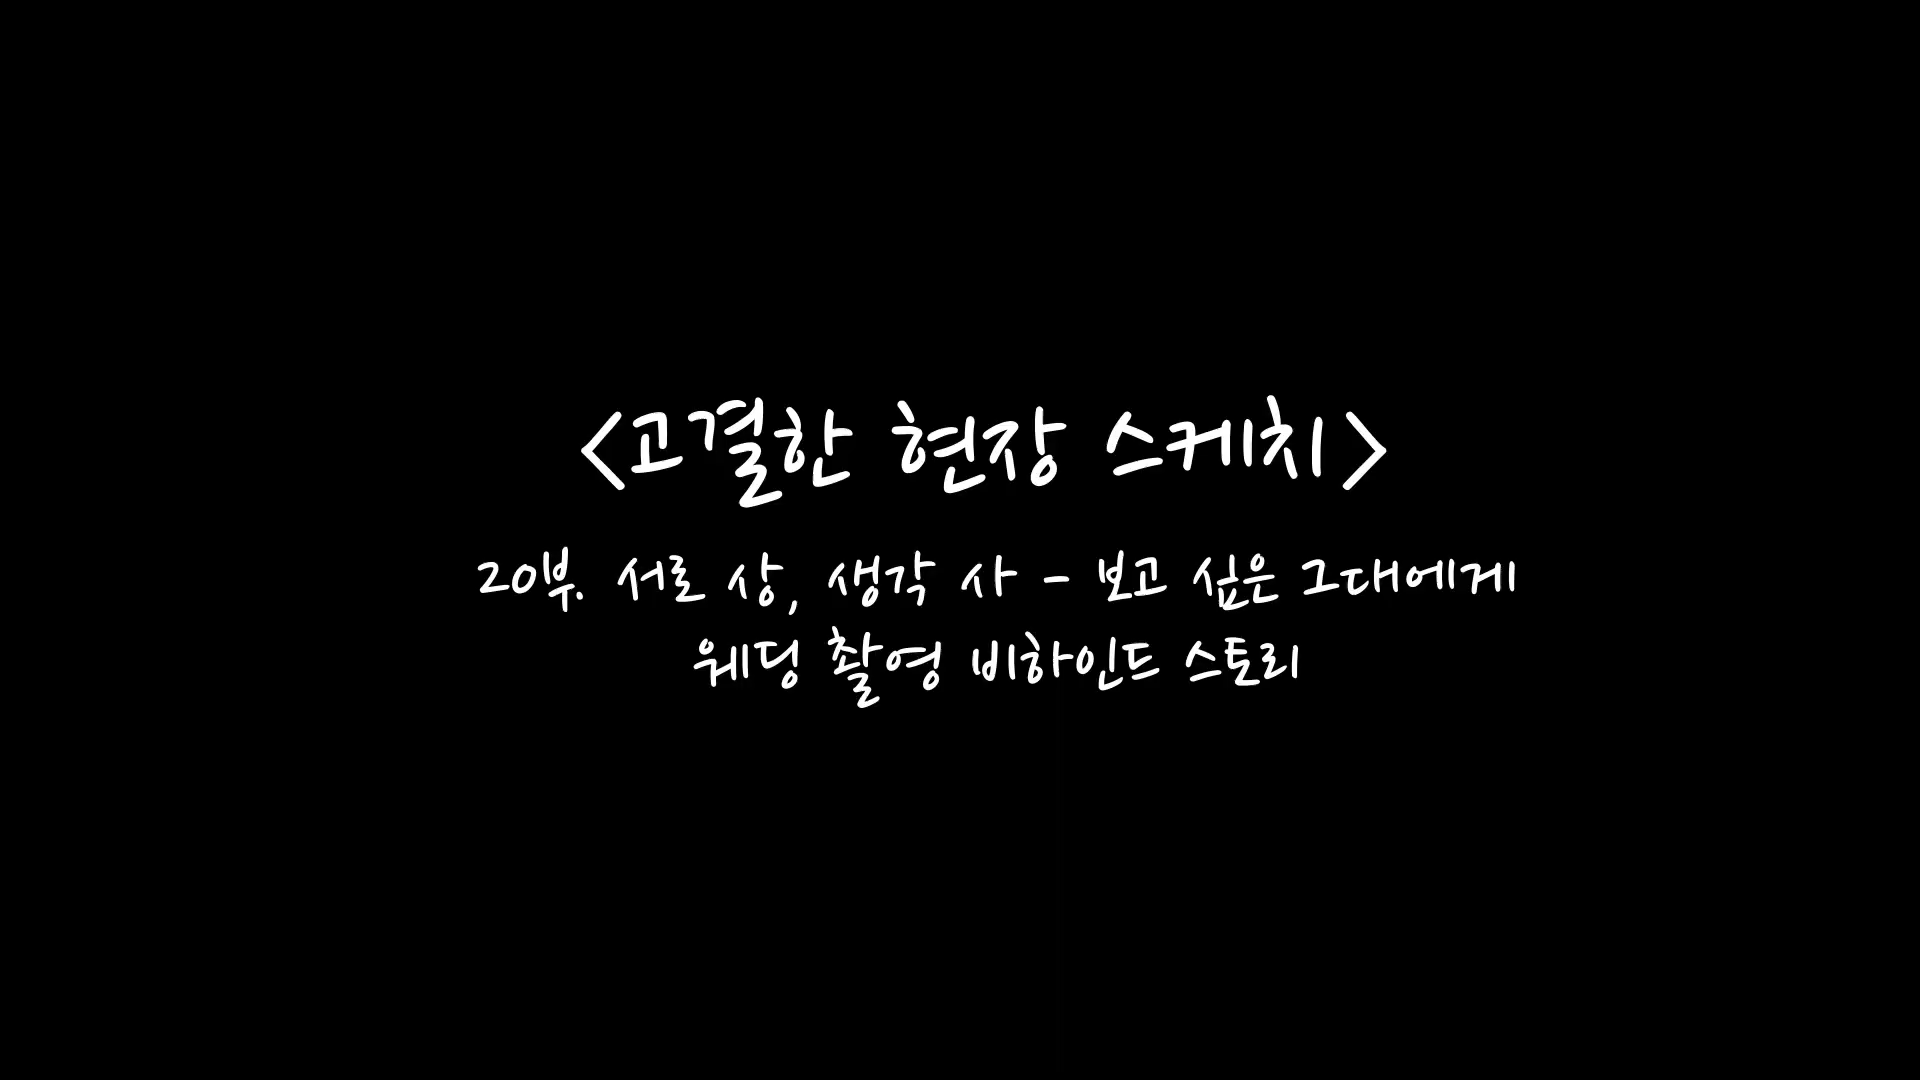 <고결한 현장 스케치>
20부. 서로 상, 생각 사 - 보고 싶은 그대에게
웨딩 촬영 비하인드 스토리